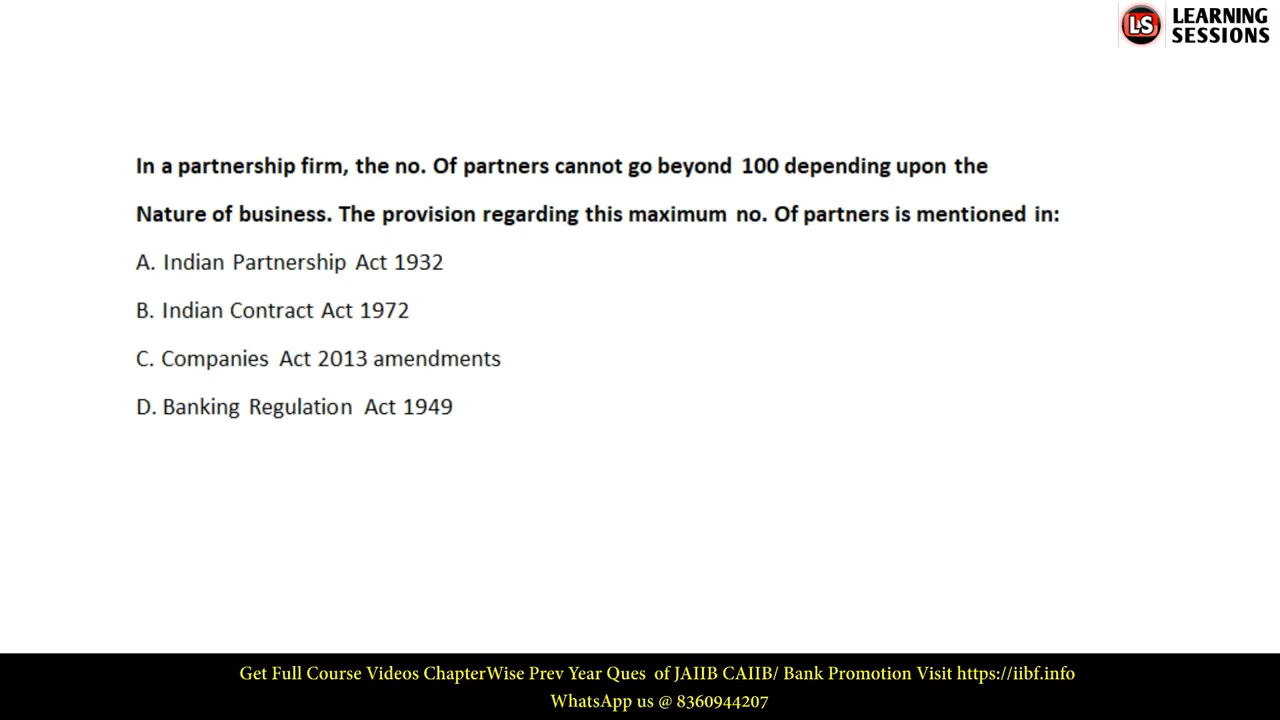 LS LEARNING
SESSIONS
In a partnership firm, the no. Of partners cannot go beyond 100 depending upon the
Nature of business. The provision regarding this maximum no. Of partners is mentioned in:
A. Indian Partnership Act 1932
B. Indian Contract Act 1972
C. Companies Act 2013 amendments
D. Banking Regulation Act 1949
Get Full Course Videos ChapterWise Prev Year Ques of JAIIB CAIIB/ Bank Promotion Visit https://iibf.info
WhatsApp us @ 8360944207